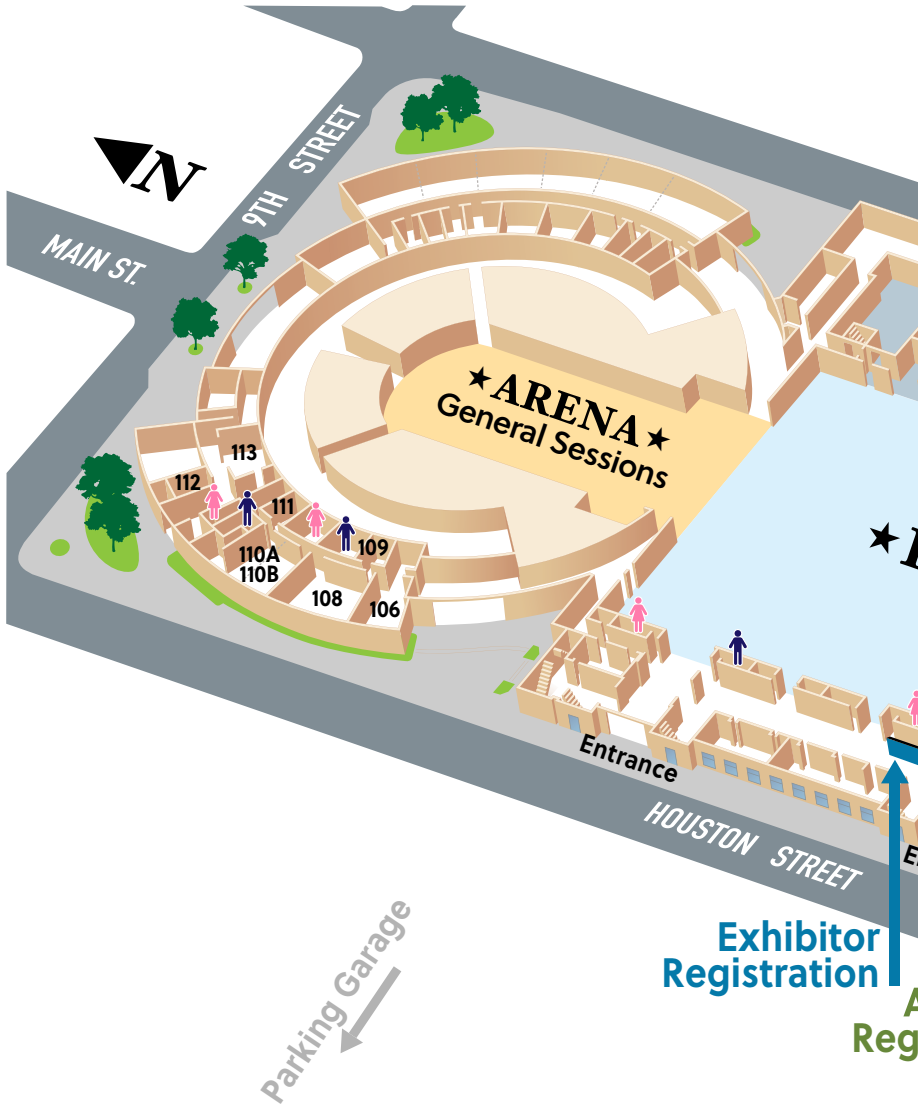 9TH STREET
N
MAIN ST.
★ARENA★
General Sessions
113
112
111
110A
110B
109
108
106
Entrance
HOUSTON STREET
Exhibitor
Registration
Parking Garage